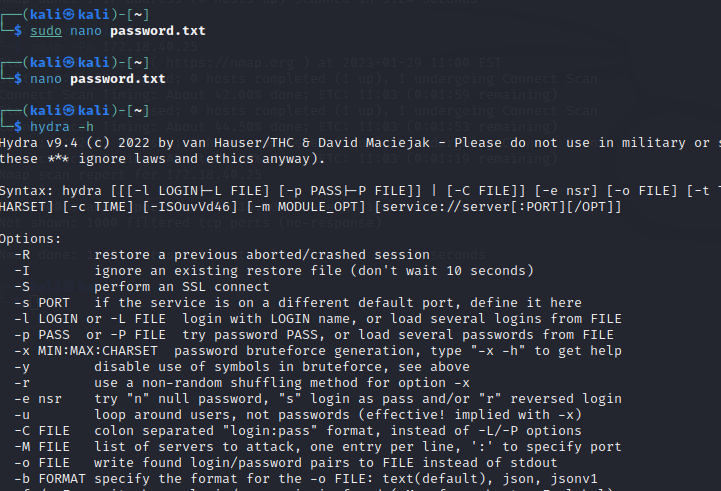 ┌──(kali㉿kali)-[~]
└─$ sudo nano password.txt
172.18.40.25
┌──(kali㉿kali)-[~]
└─$ nano password.txt
┌──(kali㉿kali)-[~]
└─$ hydra -h
Hydra v9.4 (c) 2022 by van Hauser/THC & David Maciejak - Please do not use in military or s
these *** ignore laws and ethics anyway).
Syntax: hydra [[[-l LOGIN|-L FILE] [-p PASS|-P FILE]] | [-C FILE]] [-e nsr] [-o FILE] [-t T
HARSET] [-c TIME] [-ISOuvVd46] [-m MODULE_OPT] [service://server[:PORT][/OPT]]
Options:
-R restore a previous aborted/crashed session
-I ignore an existing restore file (don't wait 10 seconds)
-S perform an SSL connect
-s PORT if the service is on a different default port, define it here
-l LOGIN or -L FILE login with LOGIN name, or load several logins from FILE
-p PASS or -P FILE try password PASS, or load several passwords from FILE
-x MIN:MAX:CHARSET password bruteforce generation, type "-x -h" to get help
-y disable use of symbols in bruteforce, see above
-r use a non-random shuffling method for option -x
-e nsr try "n" null password, "s" login as pass and/or "r" reversed login
-u loop around users, not passwords (effective! implied with -x)
-C FILE colon separated "login:pass" format, instead of -L/-P options
-M FILE list of servers to attack, one entry per line, ':' to specify port
-o FILE write found login/password pairs to FILE instead of stdout
-b FORMAT specify the format for the -o FILE: text(default), json, jsonv1